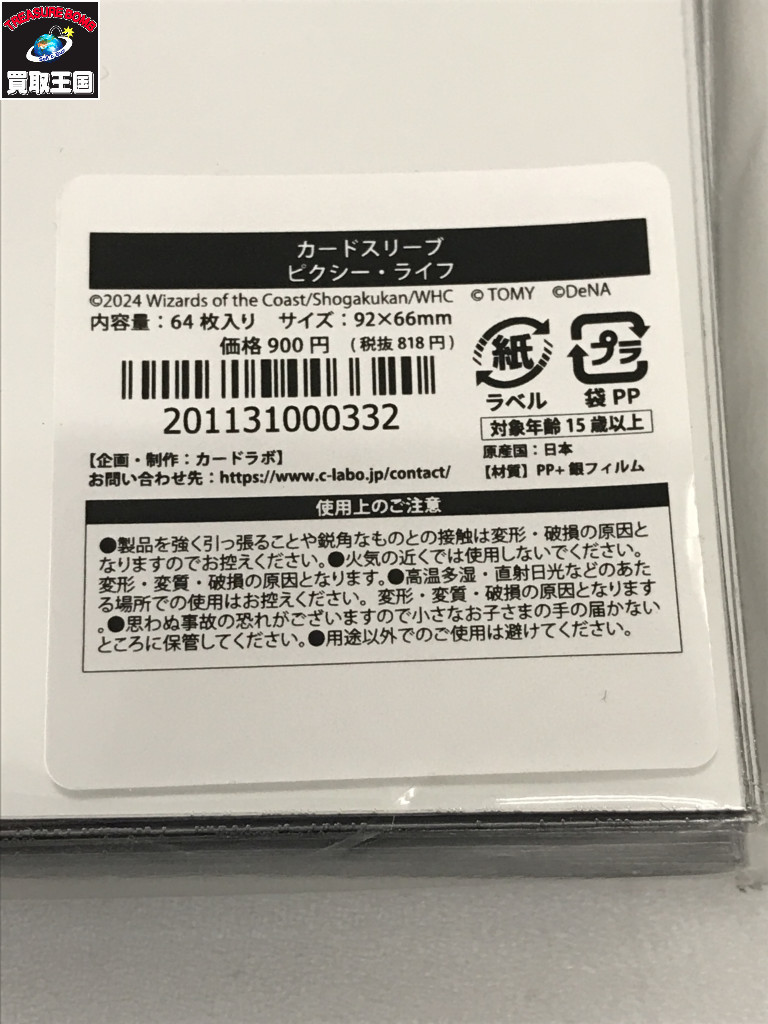 TREASURE BOMB
買取王国
カードスリーブ
ピクシー・ライフ
©2024 Wizards of the Coast/Shogakukan/WHC © TOMY ©DeNA
内容量：64枚入り サイズ：92×66mm
価格900円 （税抜818円）
201131000332
紙
ラベル
プラ
袋PP
対象年齢15歳以上
原産国：日本
【材質】PP+銀フィルム
【企画・制作：カードラボ】
お問い合わせ先：https://www.c-labo.jp/contact/
使用上のご注意
●製品を強く引っ張ることや鋭角なものとの接触は変形・破損の原因と
なりますのでお控えください。●火気の近くでは使用しないでください。
変形・変質・破損の原因となります。●高温多湿・直射日光などのあた
る場所での使用はお控えください。変形・変質・破損の原因となります
。●思わぬ事故の恐れがございますので小さなお子さまの手の届かない
ところに保管してください。●用途以外でのご使用は避けてください。